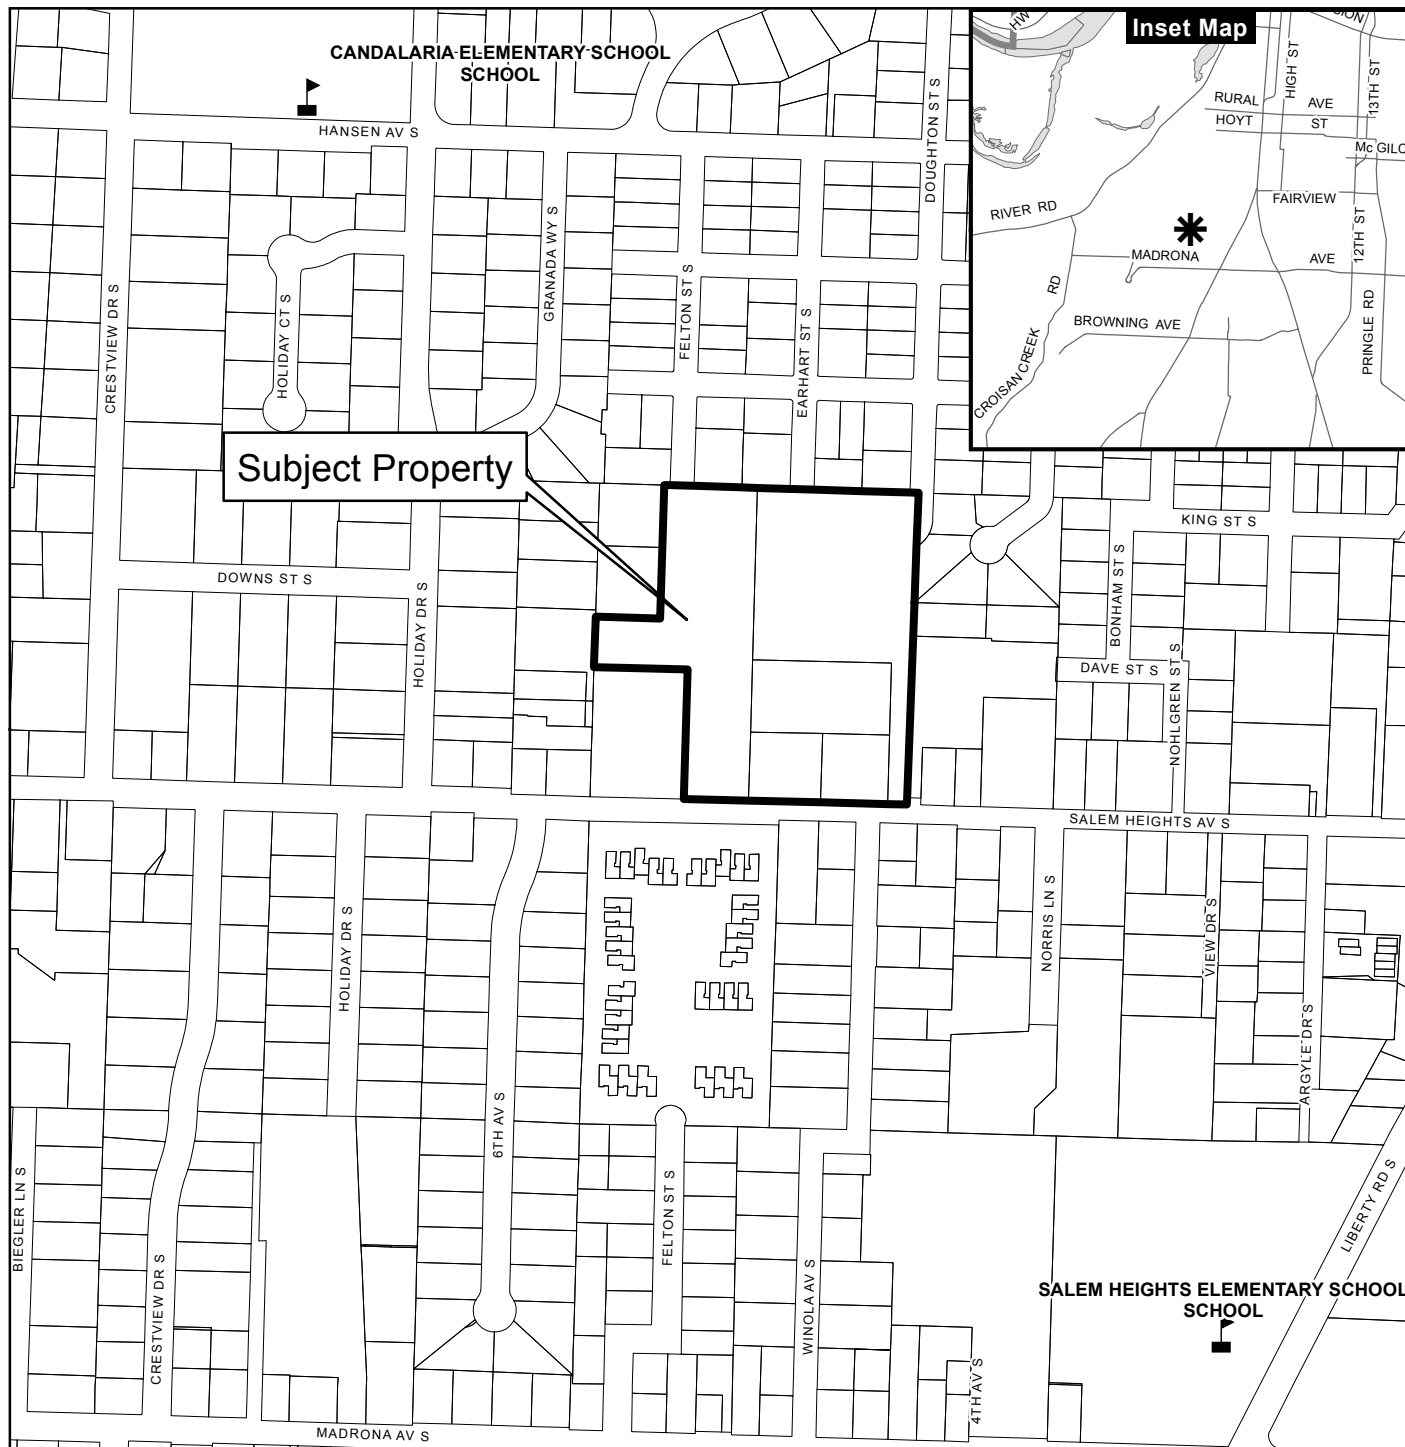 CANDALARIA ELEMENTARY SCHOOL
SCHOOL
HANSEN AV S
DOUGHTON ST S
CRESTVIEW DR S
HOLIDAY CT S
GRANADA WY S
FELTON ST S
EARHART ST S
Subject Property
DOWNS ST S
HOLIDAY DR S
KING ST S
BONHAM ST S
DAVE ST S
NOHLGREN ST S
SALEM HEIGHTS AV S
HOLIDAY DR S
NORRIS LN S
VIEW DR S
ARGYLE DR S
6TH AV S
BIEGLER LN S
CRESTVIEW DR S
FELTON ST S
WINOLA AV S
4TH AV S
LIBERTY RD S
SALEM HEIGHTS ELEMENTARY SCHOOL
SCHOOL
MADRONA AV S
Inset Map
HW
SION
HIGH ST
13TH ST
RURAL AVE
HOYT ST
Mc GILC
FAIRVIEW
RIVER RD
12TH ST
MADRONA AVE
CROISAN CREEK RD
BROWNING AVE
PRINGLE RD